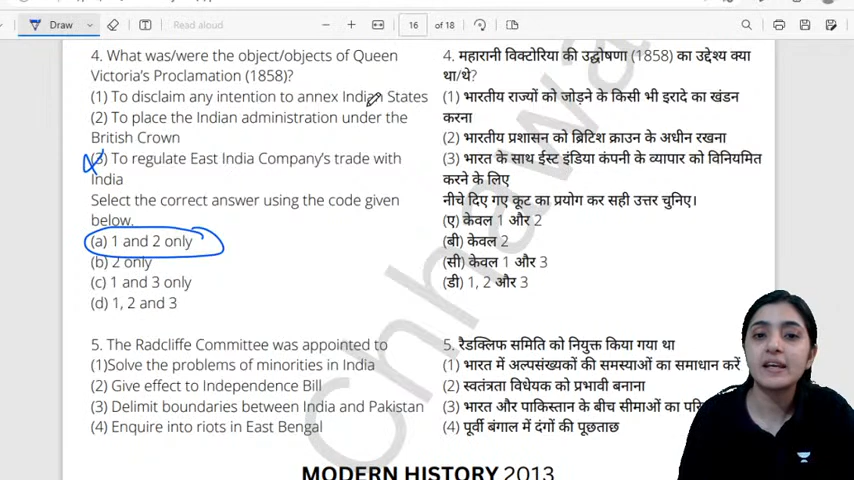 Draw
Read aloud
16 of 18
4. What was/were the object/objects of Queen
Victoria's Proclamation (1858)?
(1) To disclaim any intention to annex Indian States
(2) To place the Indian administration under the
British Crown
(3) To regulate East India Company's trade with
India
Select the correct answer using the code given
below.
(a) 1 and 2 only
(b) 2 only
(c) 1 and 3 only
(d) 1, 2 and 3
5. The Radcliffe Committee was appointed to
(1)Solve the problems of minorities in India
(2) Give effect to Independence Bill
(3) Delimit boundaries between India and Pakistan
(4) Enquire into riots in East Bengal
4. महारानी विक्टोरिया की उद्घोषणा (1858) का उद्देश्य क्या
था/थे?
(1) भारतीय राज्यों को जोड़ने के किसी भी इरादे का खंडन
करना
(2) भारतीय प्रशासन को ब्रिटिश क्राउन के अधीन रखना
(3) भारत के साथ ईस्ट इंडिया कंपनी के व्यापार को विनियमित
करने के लिए
नीचे दिए गए कूट का प्रयोग कर सही उत्तर चुनिए।
(ए) केवल 1 और 2
(बी) केवल 2
(सी) केवल 1 और 3
(डी) 1, 2 और 3
5. रैडक्लिफ समिति को नियुक्त किया गया था
(1) भारत में अल्पसंख्यकों की समस्याओं का समाधान करें
(2) स्वतंत्रता विधेयक को प्रभावी बनाना
(3) भारत और पाकिस्तान के बीच सीमाओं का
(4) पूर्वी बंगाल में दंगों की पूछताछ
MODERN HISTORY 2013